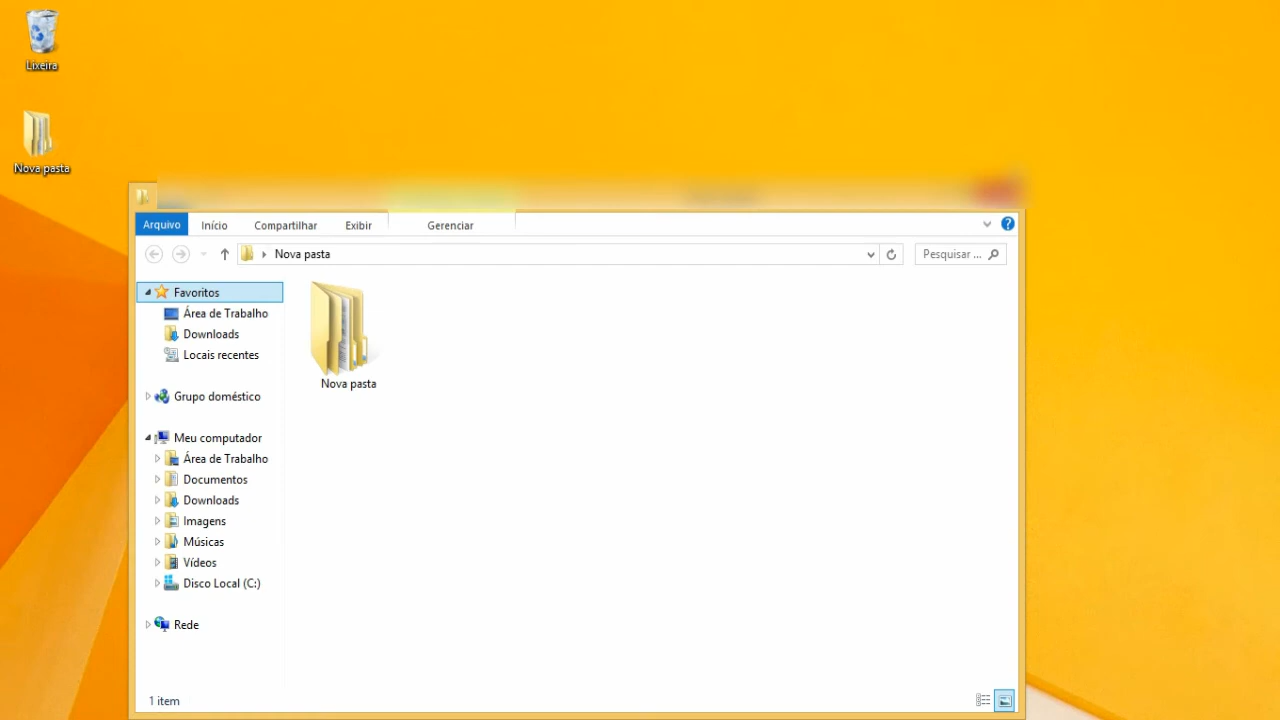 Lixeira
Nova pasta
Arquivo Início Compartilhar Exibir Gerenciar
Nova pasta Pesquisar ...
Favoritos
Área de Trabalho
Downloads
Locais recentes
Grupo doméstico
Meu computador
Área de Trabalho
Documentos
Downloads
Imagens
Músicas
Vídeos
Disco Local (C:)
Rede
Nova pasta
1 item